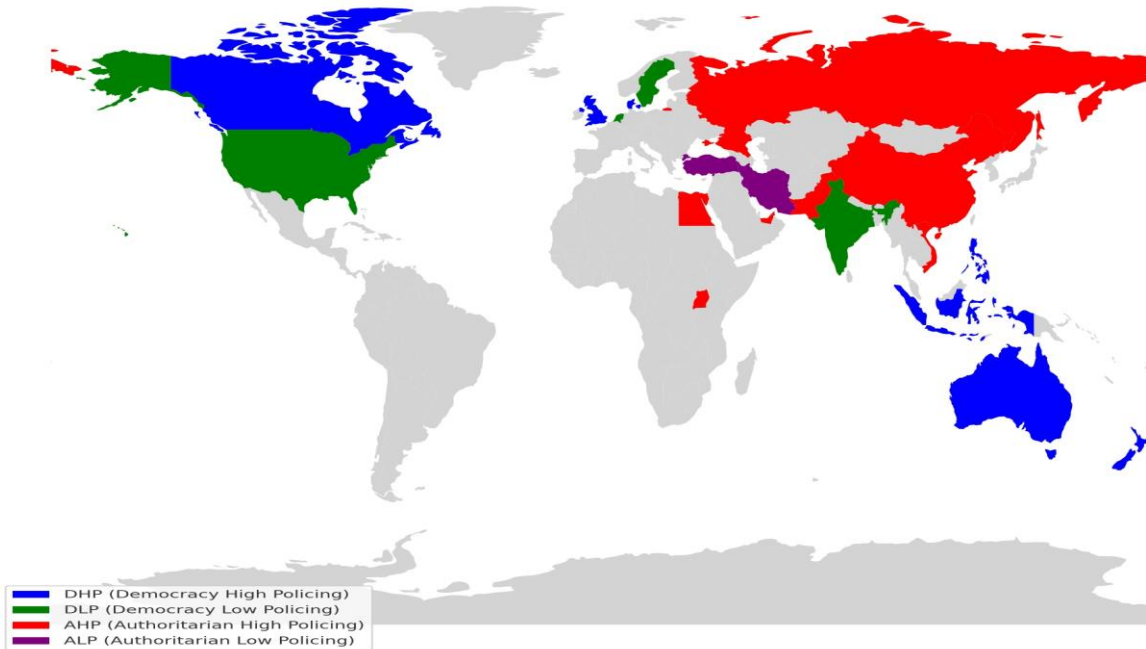 DHP (Democracy High Policing)
DLP (Democracy Low Policing)
AHP (Authoritarian High Policing)
ALP (Authoritarian Low Policing)